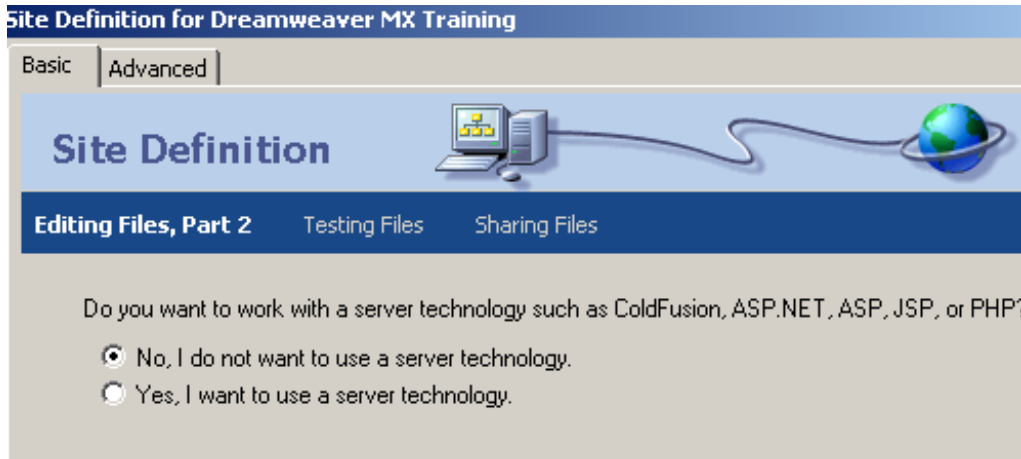 Site Definition for Dreamweaver MX Training
Basic Advanced
Site Definition
Editing Files, Part 2 Testing Files Sharing Files
Do you want to work with a server technology such as ColdFusion, ASP.NET, ASP, JSP, or PHP?
No, I do not want to use a server technology.
Yes, I want to use a server technology.